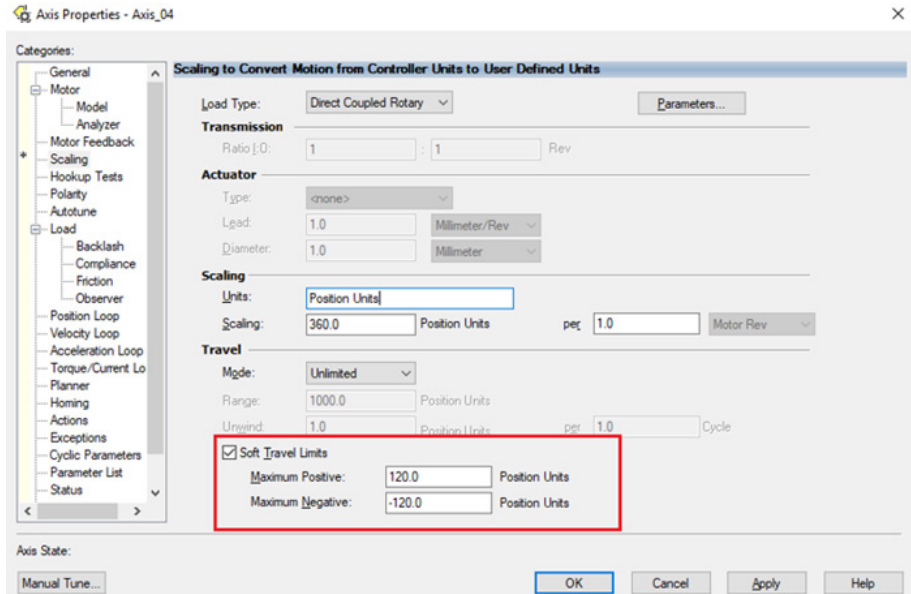 Axis Properties - Axis_04
Categories:
General
Motor
Model
Analyzer
Motor Feedback
* Scaling
Hookup Tests
Polarity
Autotune
Load
Backlash
Compliance
Friction
Observer
Position Loop
Velocity Loop
Acceleration Loop
Torque/Current Lo
Planner
Homing
Actions
Exceptions
Cyclic Parameters
Parameter List
Status
Scaling to Convert Motion from Controller Units to User Defined Units
Load Type: Direct Coupled Rotary Parameters...
Transmission
Ratio I:O: 1 : 1 Rev
Actuator
Type: <none>
Lead: 1.0 Millimeter/Rev
Diameter: 1.0 Millimeter
Scaling
Units: Position Units
Scaling: 360.0 Position Units per 1.0 Motor Rev
Travel
Mode: Unlimited
Range: 1000.0 Position Units
Unwind: 1.0 Position Units per 1.0 Cycle
Soft Travel Limits
Maximum Positive: 120.0 Position Units
Maximum Negative: -120.0 Position Units
Axis State:
Manual Tune... OK Cancel Apply Help